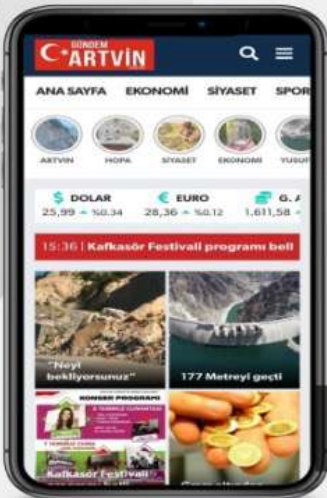 GÜNDEM
ARTVİN
ANA SAYFA EKONOMİ SİYASET SPOR
ARTVİN HOPA SİYASET EKONOMİ YUSUF
$ DOLAR € EURO G. A
25,99 %0.34 28,36 %0.12 1,611,58
15:36 | Kafkasör Festivali programı bell
"Neyi
bekliyorsunuz"
177 Metreyi geçti
KONSER PROGRAMI
Kafkasör Festivali